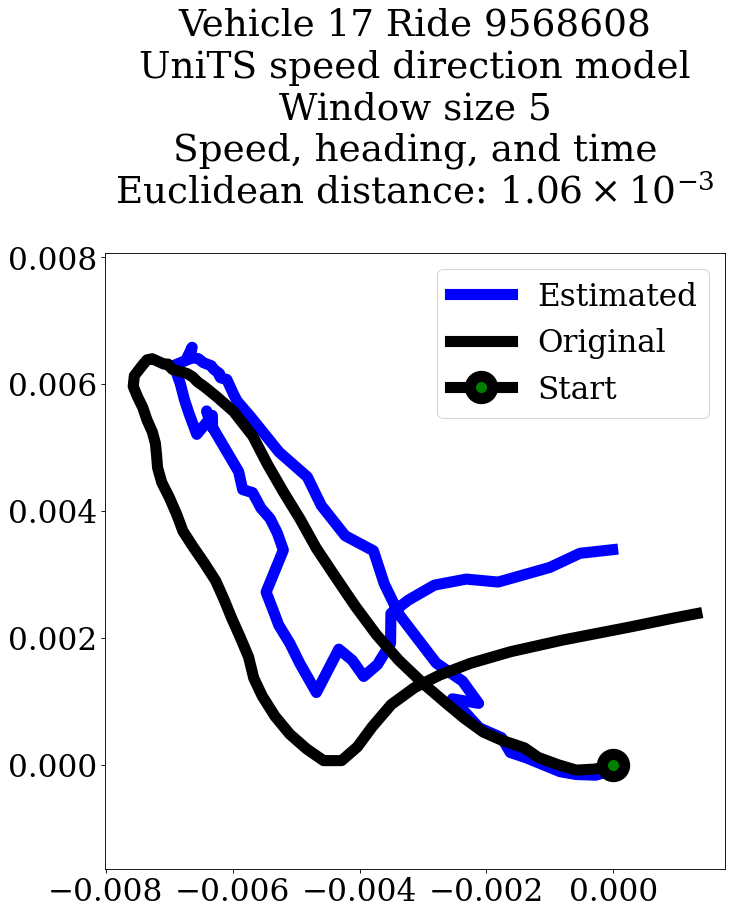 Vehicle 17 Ride 9568608
UniTS speed direction model
Window size 5
Speed, heading, and time
Euclidean distance: 1.06 × 10⁻³
0.008
0.006
0.004
0.002
0.000
Estimated
Original
Start
−0.008 −0.006 −0.004 −0.002 0.000